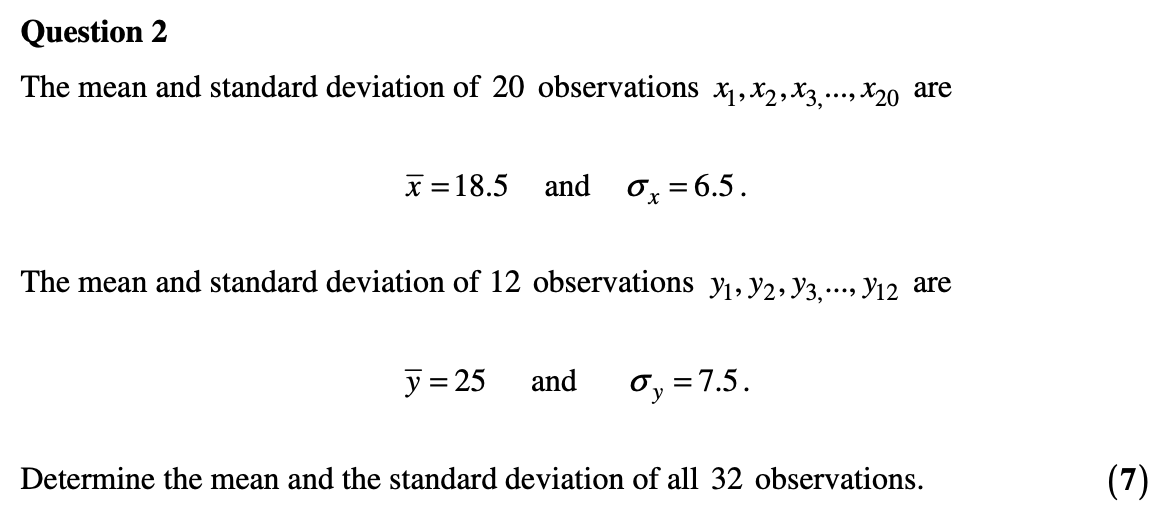 Question 2
The mean and standard deviation of 20 observations x₁, x₂, x₃,..., x₂₀ are
x̄ = 18.5 and σₓ = 6.5.
The mean and standard deviation of 12 observations y₁, y₂, y₃,..., y₁₂ are
ȳ = 25 and σᵧ = 7.5.
Determine the mean and the standard deviation of all 32 observations. (7)